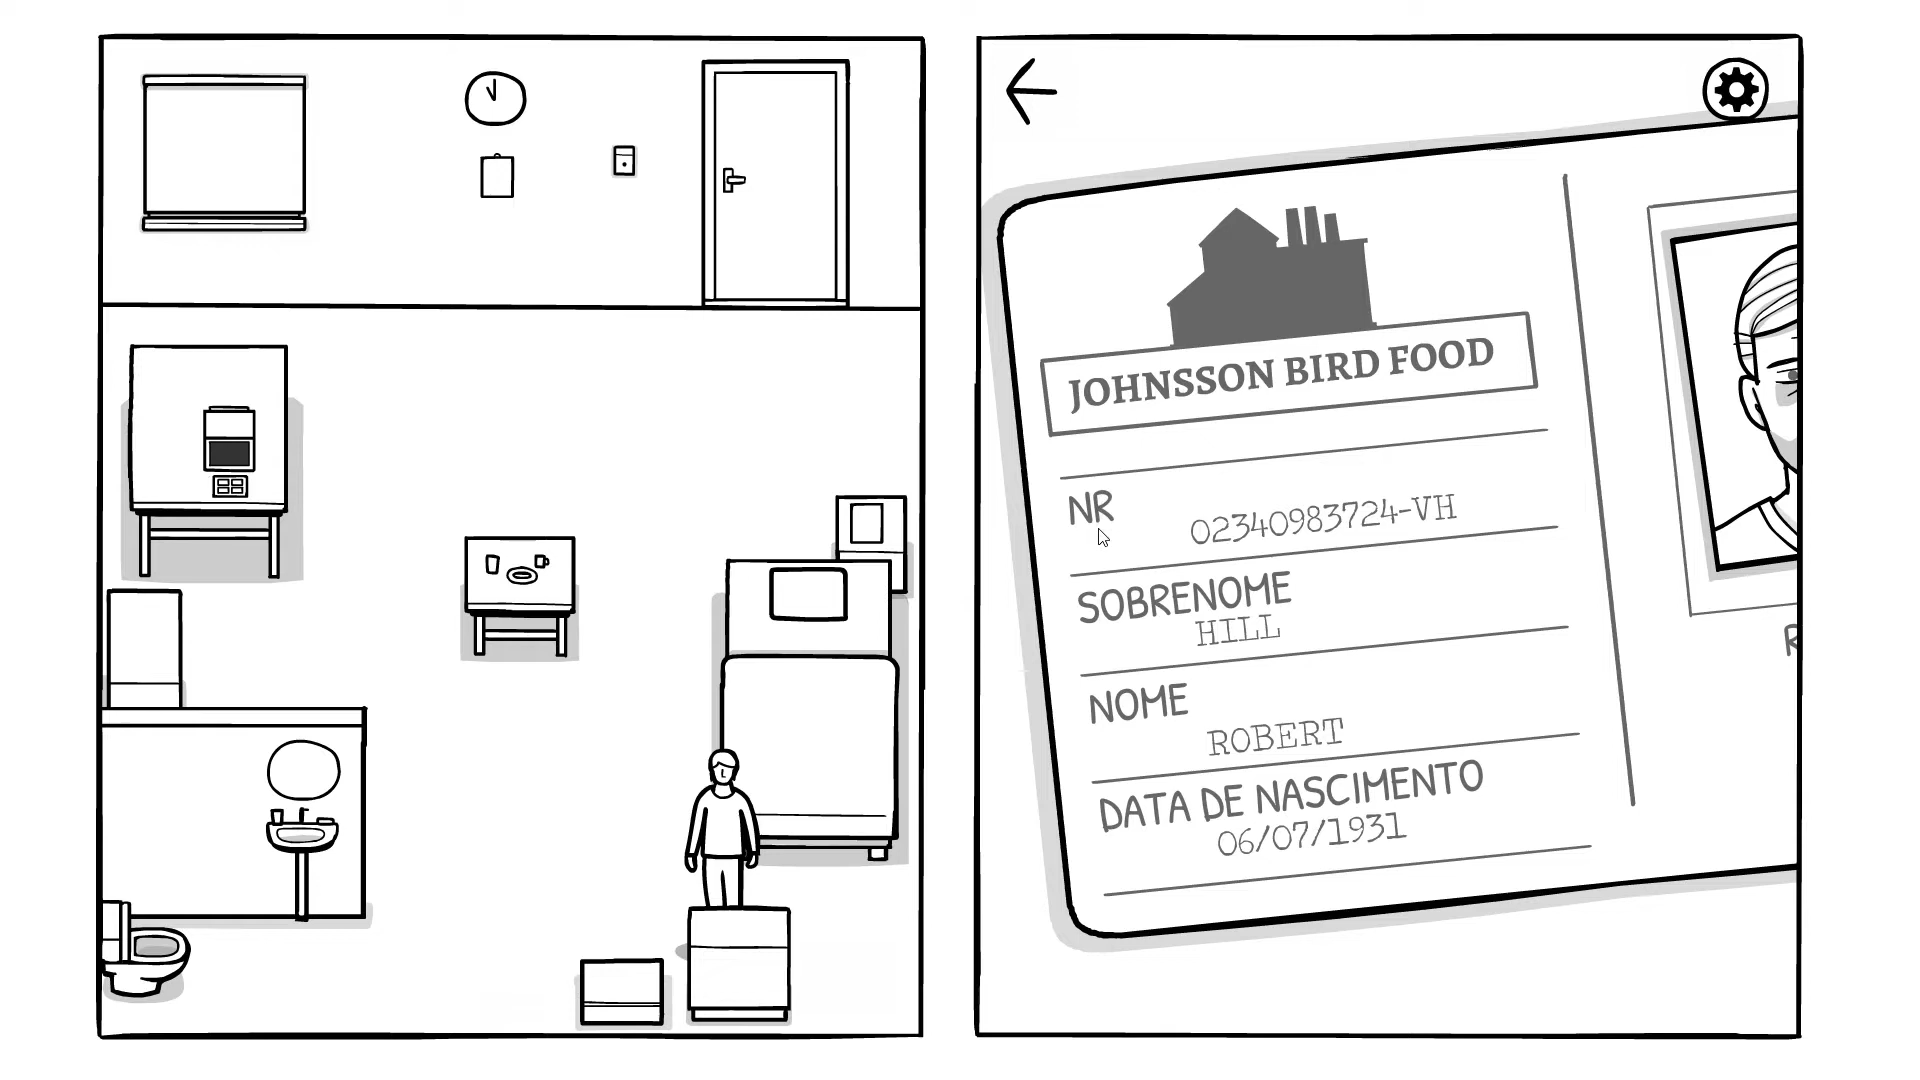 JOHNSSON BIRD FOOD
NR
02340983724-VH
SOBRENOME
HILL
NOME
ROBERT
DATA DE NASCIMENTO
06/07/1931